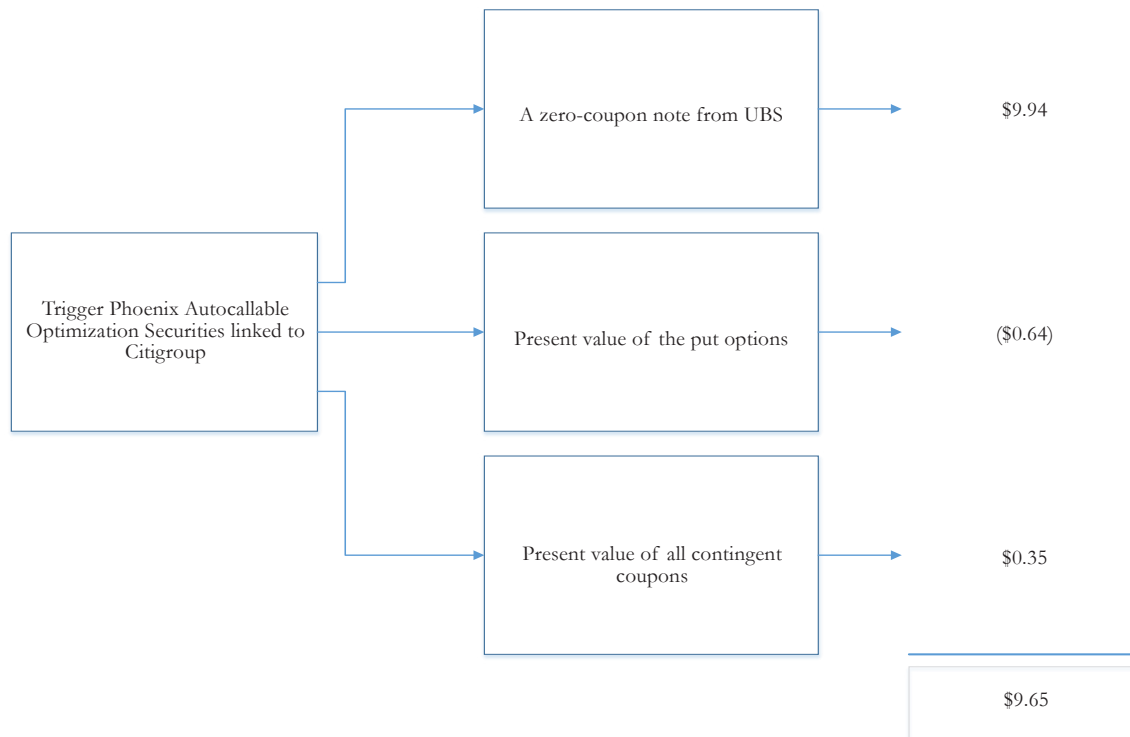 A zero-coupon note from UBS
$9.94
Trigger Phoenix Autocallable
Optimization Securities linked to
Citigroup
Present value of the put options
($0.64)
Present value of all contingent
coupons
$0.35
$9.65